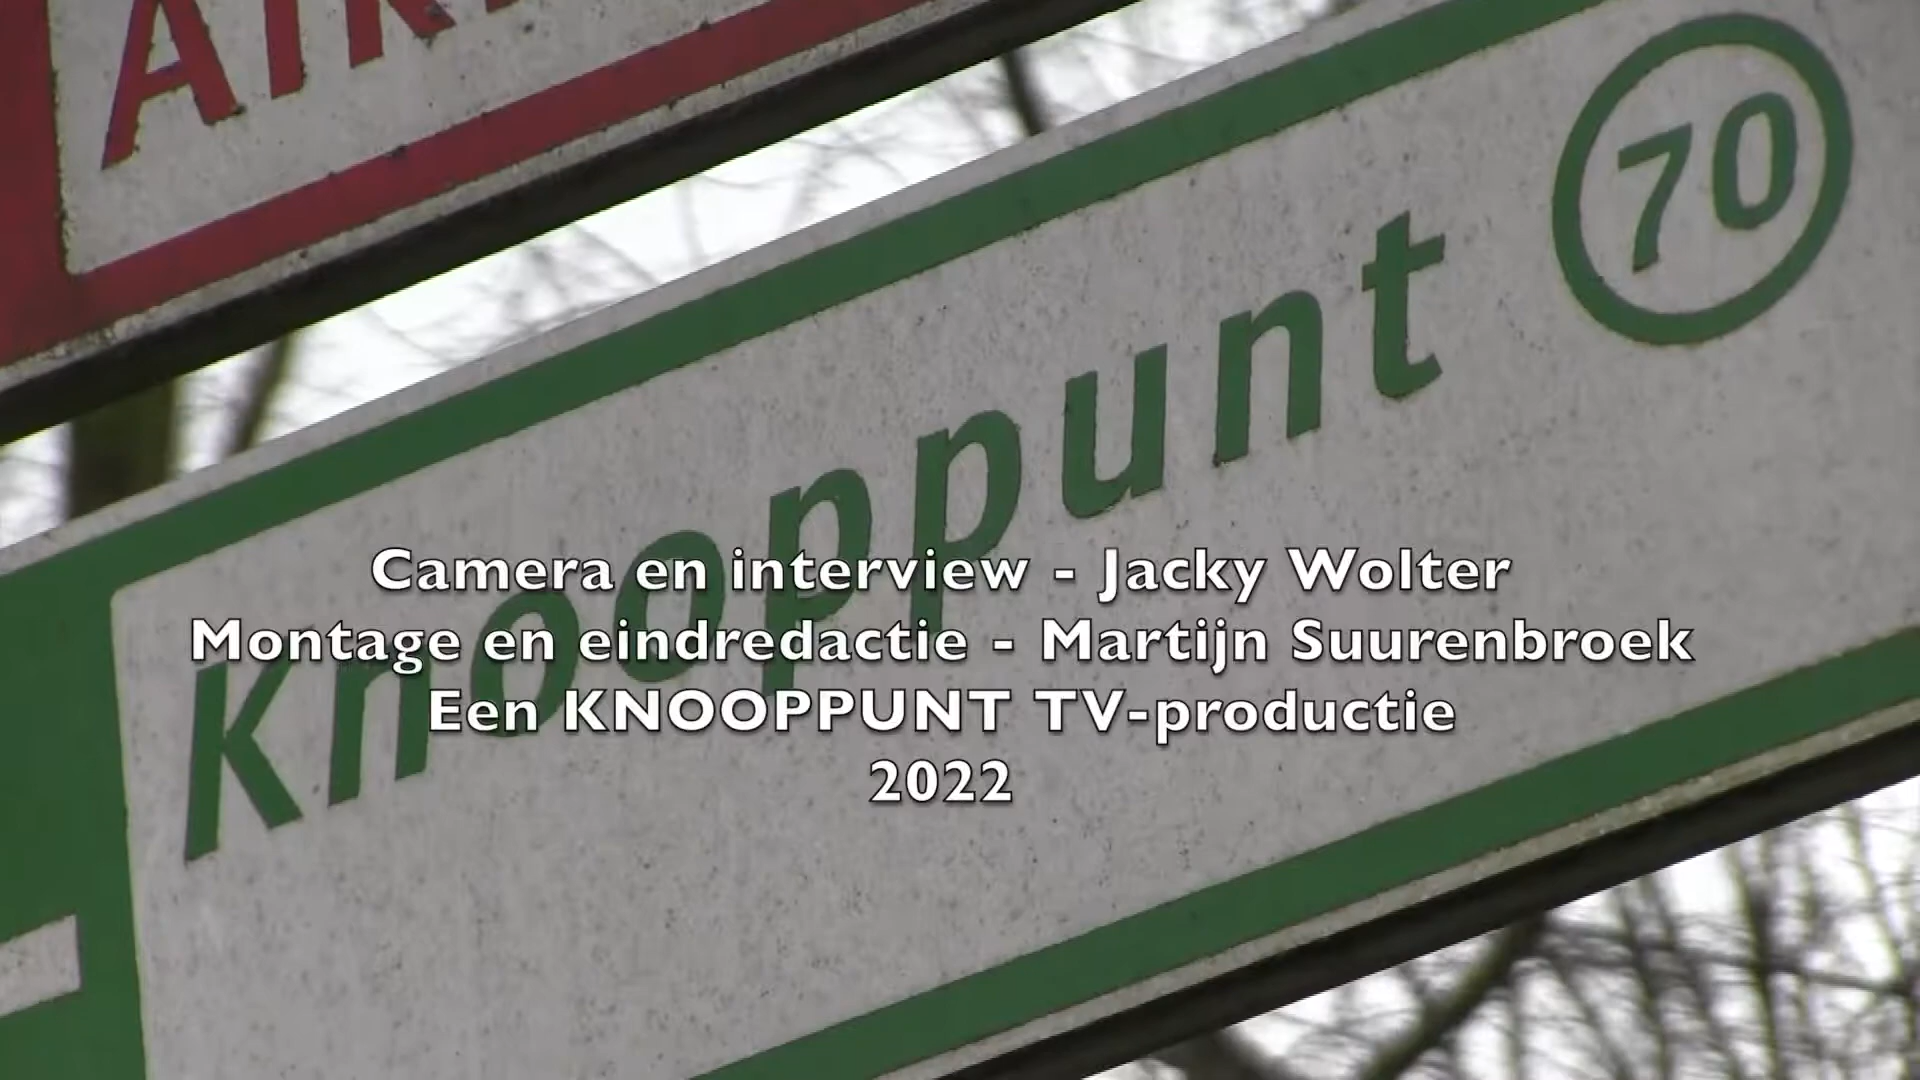 Knooppunt 70
Camera en interview - Jacky Wolter
Montage en eindredactie - Martijn Suurenbroek
Een KNOOPPUNT TV-productie
2022